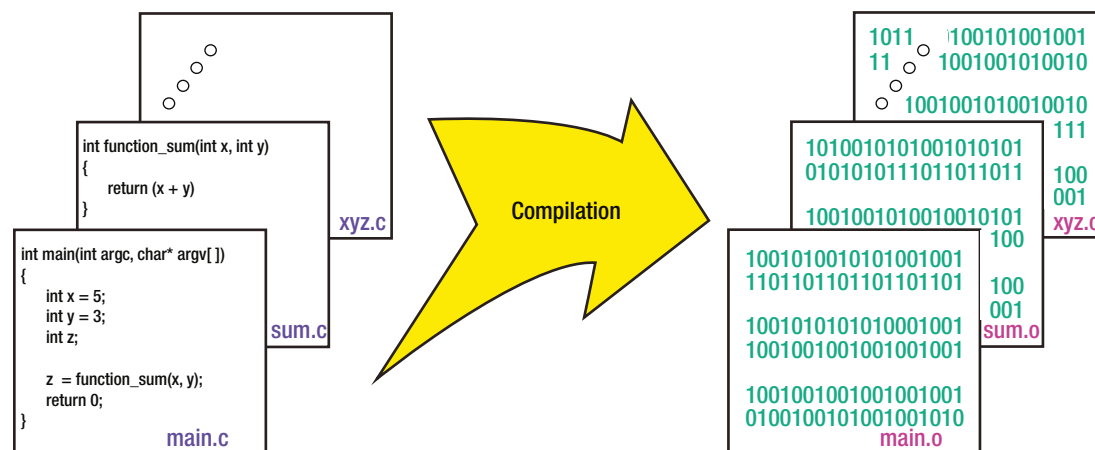 int function_sum(int x, int y)
{
return (x + y)
}
xyz.c
int main(int argc, char* argv[ ])
{
int x = 5;
int y = 3;
int z;
sum.c
z = function_sum(x, y);
return 0;
}
main.c
Compilation
1011 0100101001001
11 1001001010010
1001001010010010
111
100
001
xyz.o
1010010101001010101
0101010111011011011
1001001010010010101
100
100
001
sum.o
1001010010101001001
1101101101101101101
1001010101010001001
1001001001001001001
1001001001001001001
0100100101001001010
main.o